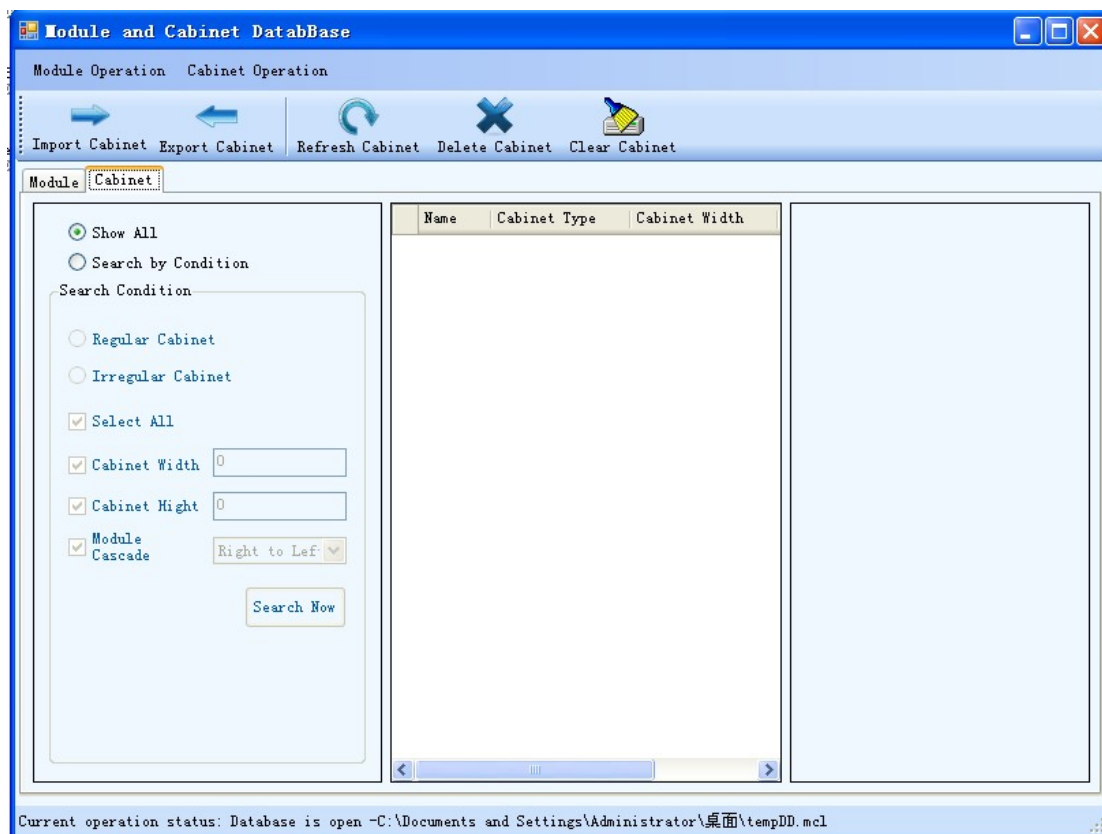 Module and Cabinet DatabBase
Module Operation Cabinet Operation
Import Cabinet Export Cabinet Refresh Cabinet Delete Cabinet Clear Cabinet
Module Cabinet
Name Cabinet Type Cabinet Width
Show All
Search by Condition
Search Condition
Regular Cabinet
Irregular Cabinet
Select All
Cabinet Width 0
Cabinet Hight 0
Module
Cascade
Right to Lef
Search Now
Current operation status: Database is open -C:\Documents and Settings\Administrator\桌面\tempDD.mcl